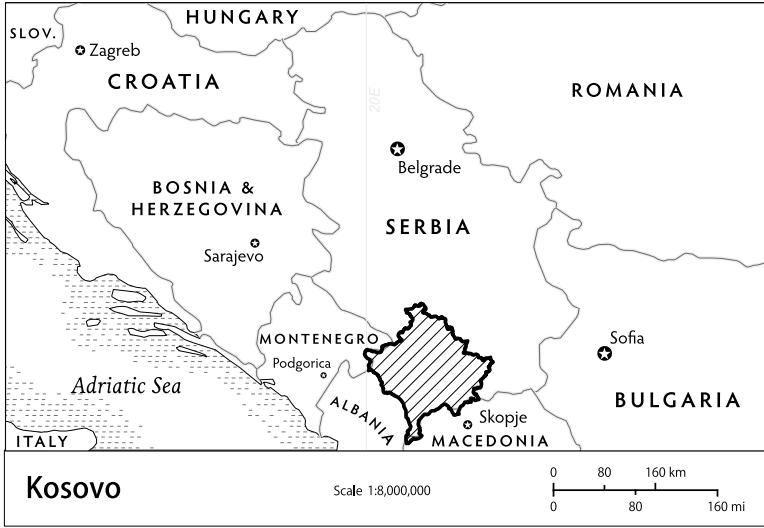 HUNGARY
SLOV.
Zagreb
CROATIA
20E
ROMANIA
Belgrade
BOSNIA &
HERZEGOVINA
SERBIA
Sarajevo
MONTENEGRO
Podgorica
Sofia
Adriatic Sea
ALBANIA
BULGARIA
Skopje
ITALY
MACEDONIA
Kosovo
Scale 1:8,000,000
0 80 160 km
0 80 160 mi